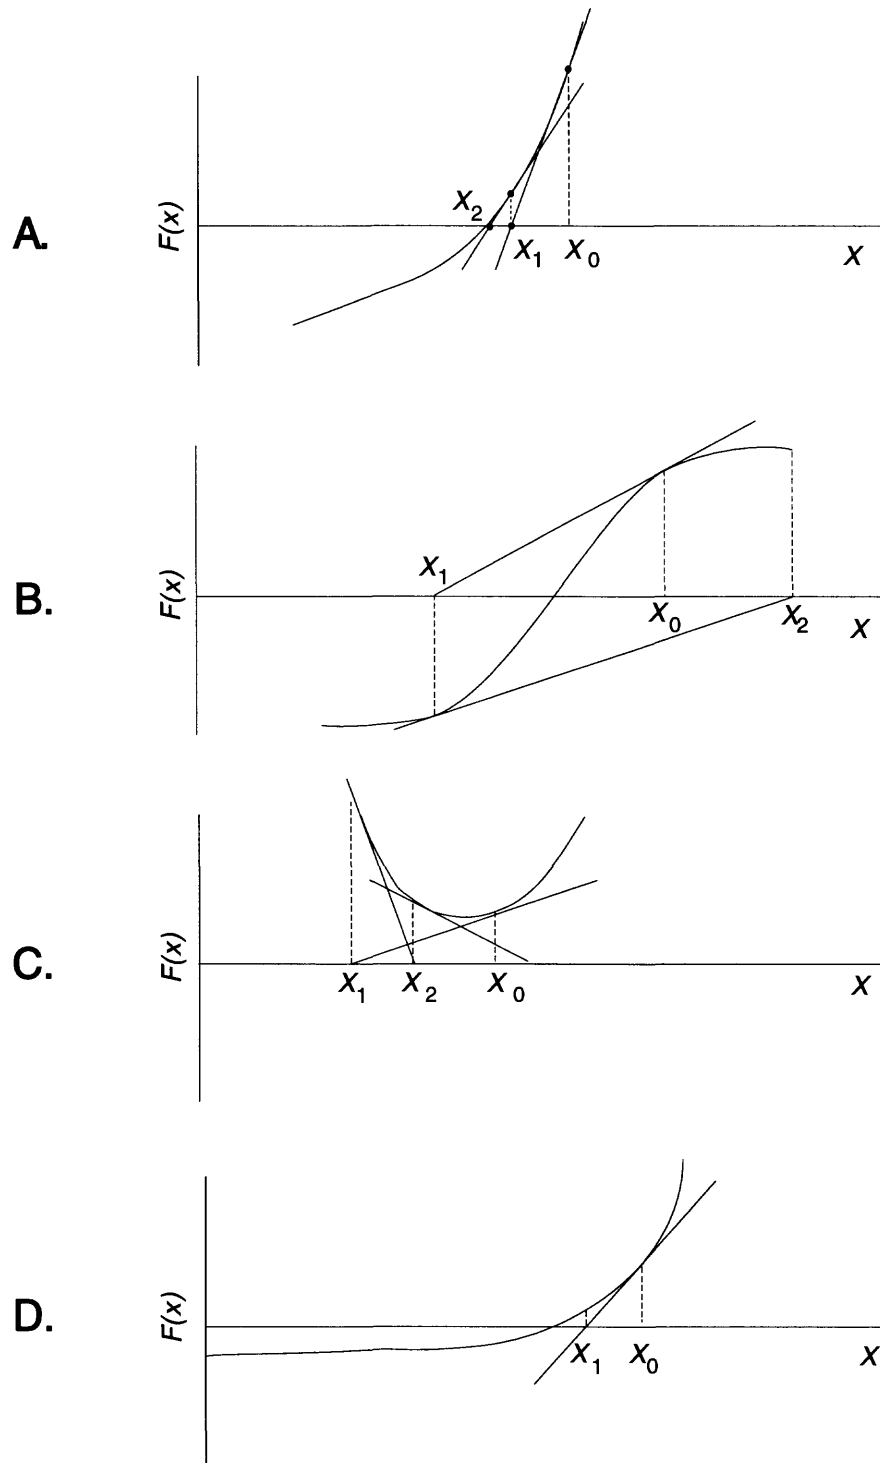 A.
F(x)
X₂
X₁ X₀
X
B.
F(x)
X₁
X₀ X₂
X
C.
F(x)
X₁ X₂ X₀
X
D.
F(x)
X₁ X₀
X